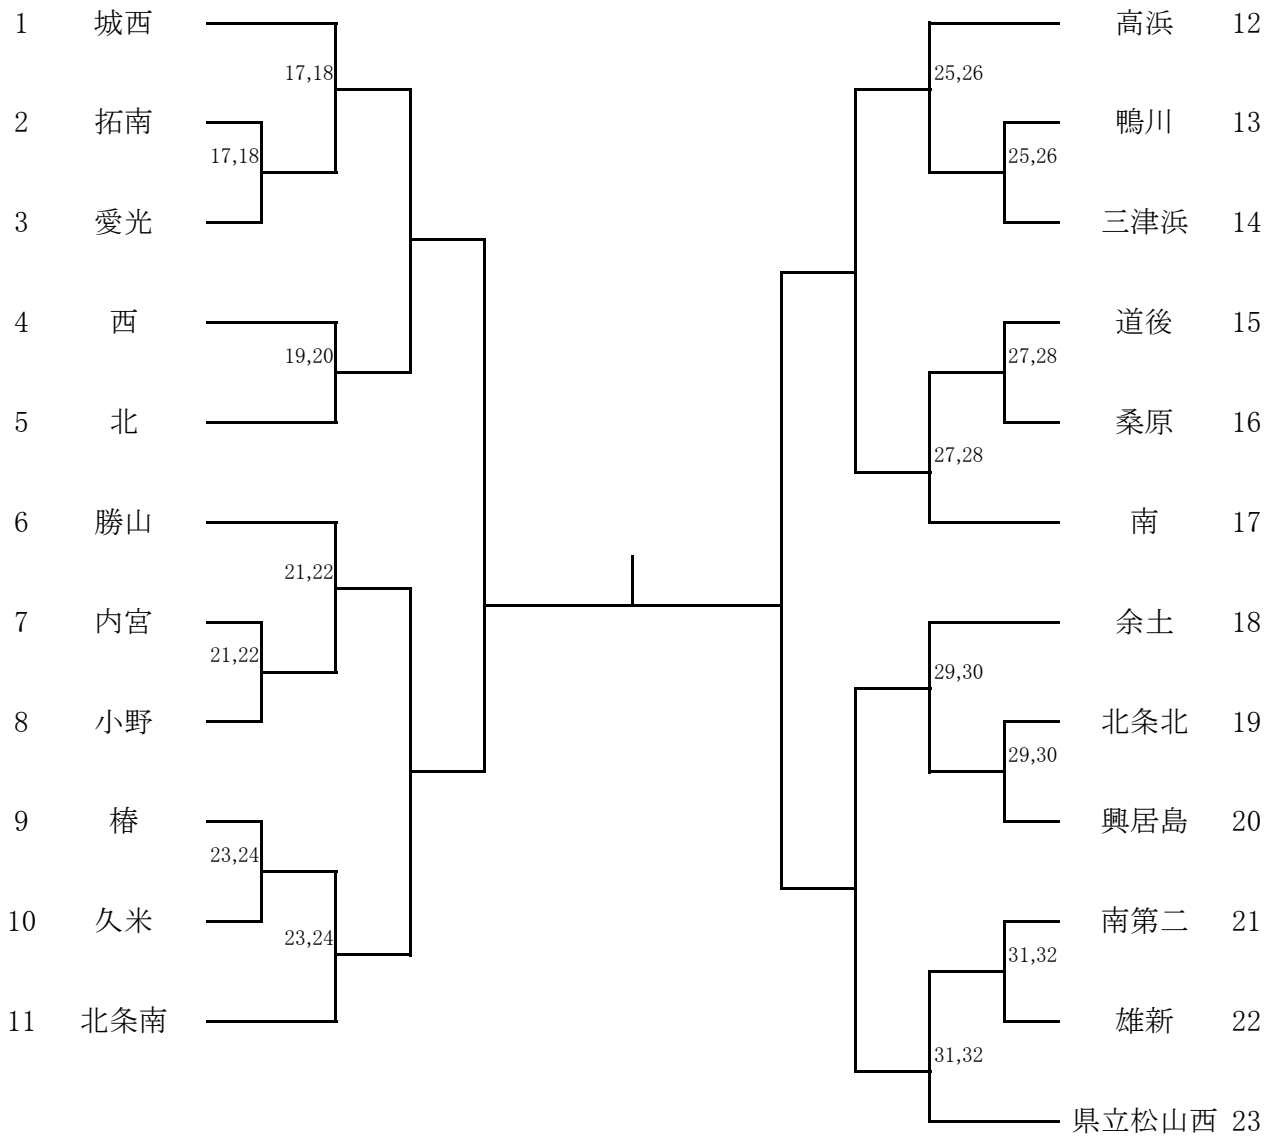 1 城西
17,18
2 拓南
17,18
3 愛光
4 西
19,20
5 北
6 勝山
21,22
7 内宮
21,22
8 小野
9 椿
23,24
10 久米
23,24
11 北条南
高浜 12
25,26
鴨川 13
25,26
三津浜 14
道後 15
27,28
桑原 16
27,28
南 17
余土 18
29,30
北条北 19
29,30
興居島 20
南第二 21
31,32
雄新 22
31,32
県立松山西 23